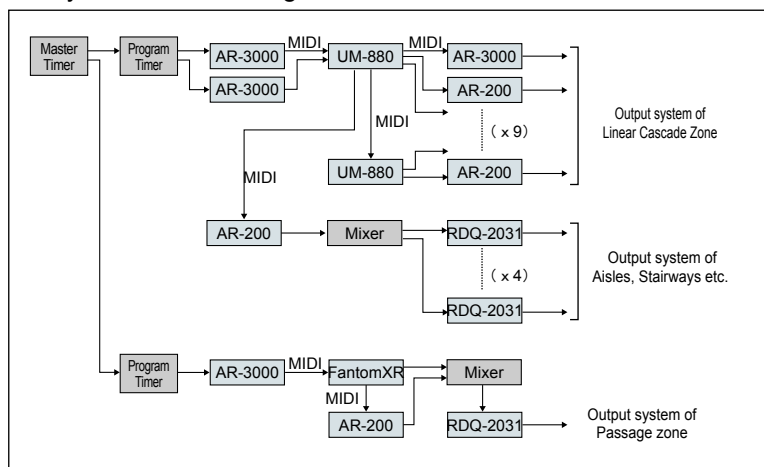 Master
Timer
Program
Timer
AR-3000
MIDI
UM-880
MIDI
AR-3000
AR-3000
AR-200
MIDI
( x 9)
Output system of
Linear Cascade Zone
MIDI
UM-880
AR-200
AR-200
Mixer
RDQ-2031
( x 4)
Output system of
Aisles, Stairways etc.
RDQ-2031
Program
Timer
AR-3000
MIDI
FantomXR
Mixer
MIDI
AR-200
RDQ-2031
Output system of
Passage zone